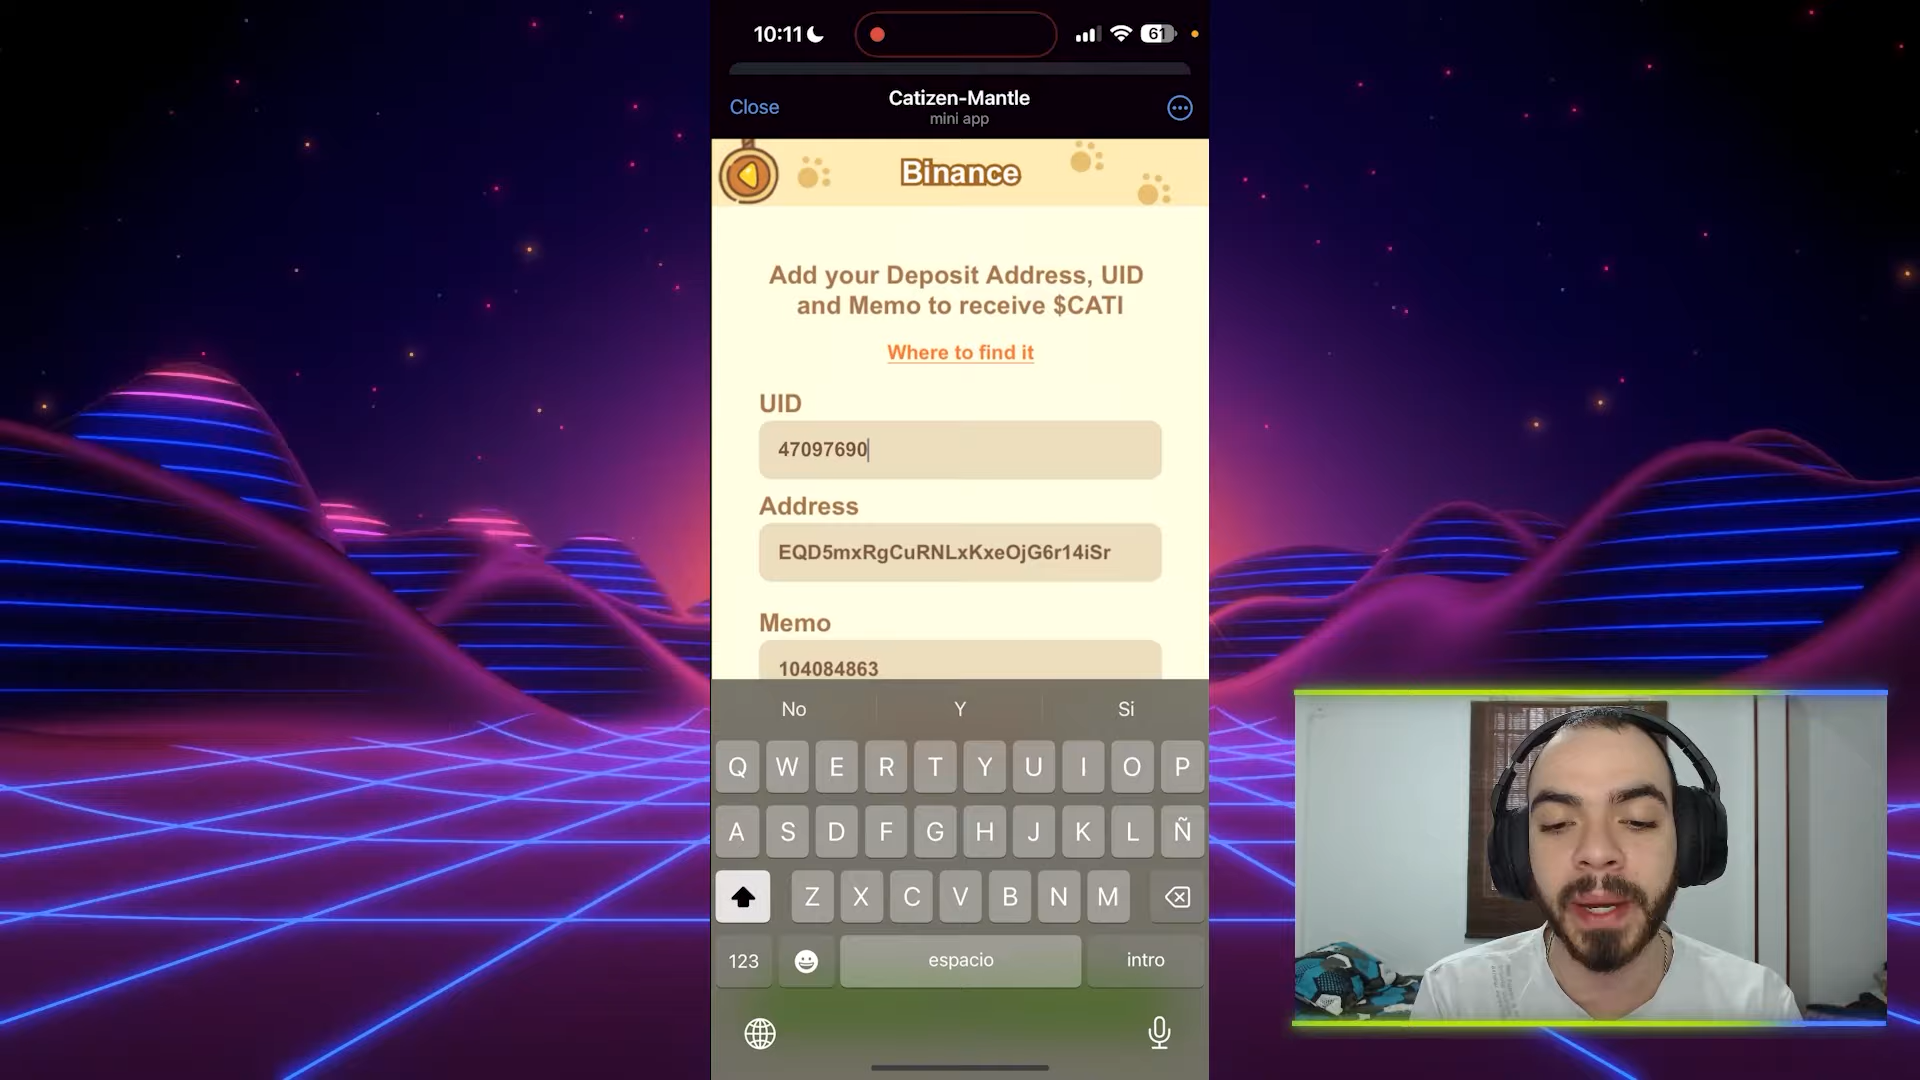 10:11
61
Close
Catizen-Mantle
mini app
Binance
Add your Deposit Address, UID
and Memo to receive $CATI
Where to find it
UID
47097690
Address
EQD5mxRgCuRNLxKxeOjG6r14iSr
Memo
104084863
No Y Si
Q W E R T Y U I O P
A S D F G H J K L Ñ
Z X C V B N M
123 espacio intro